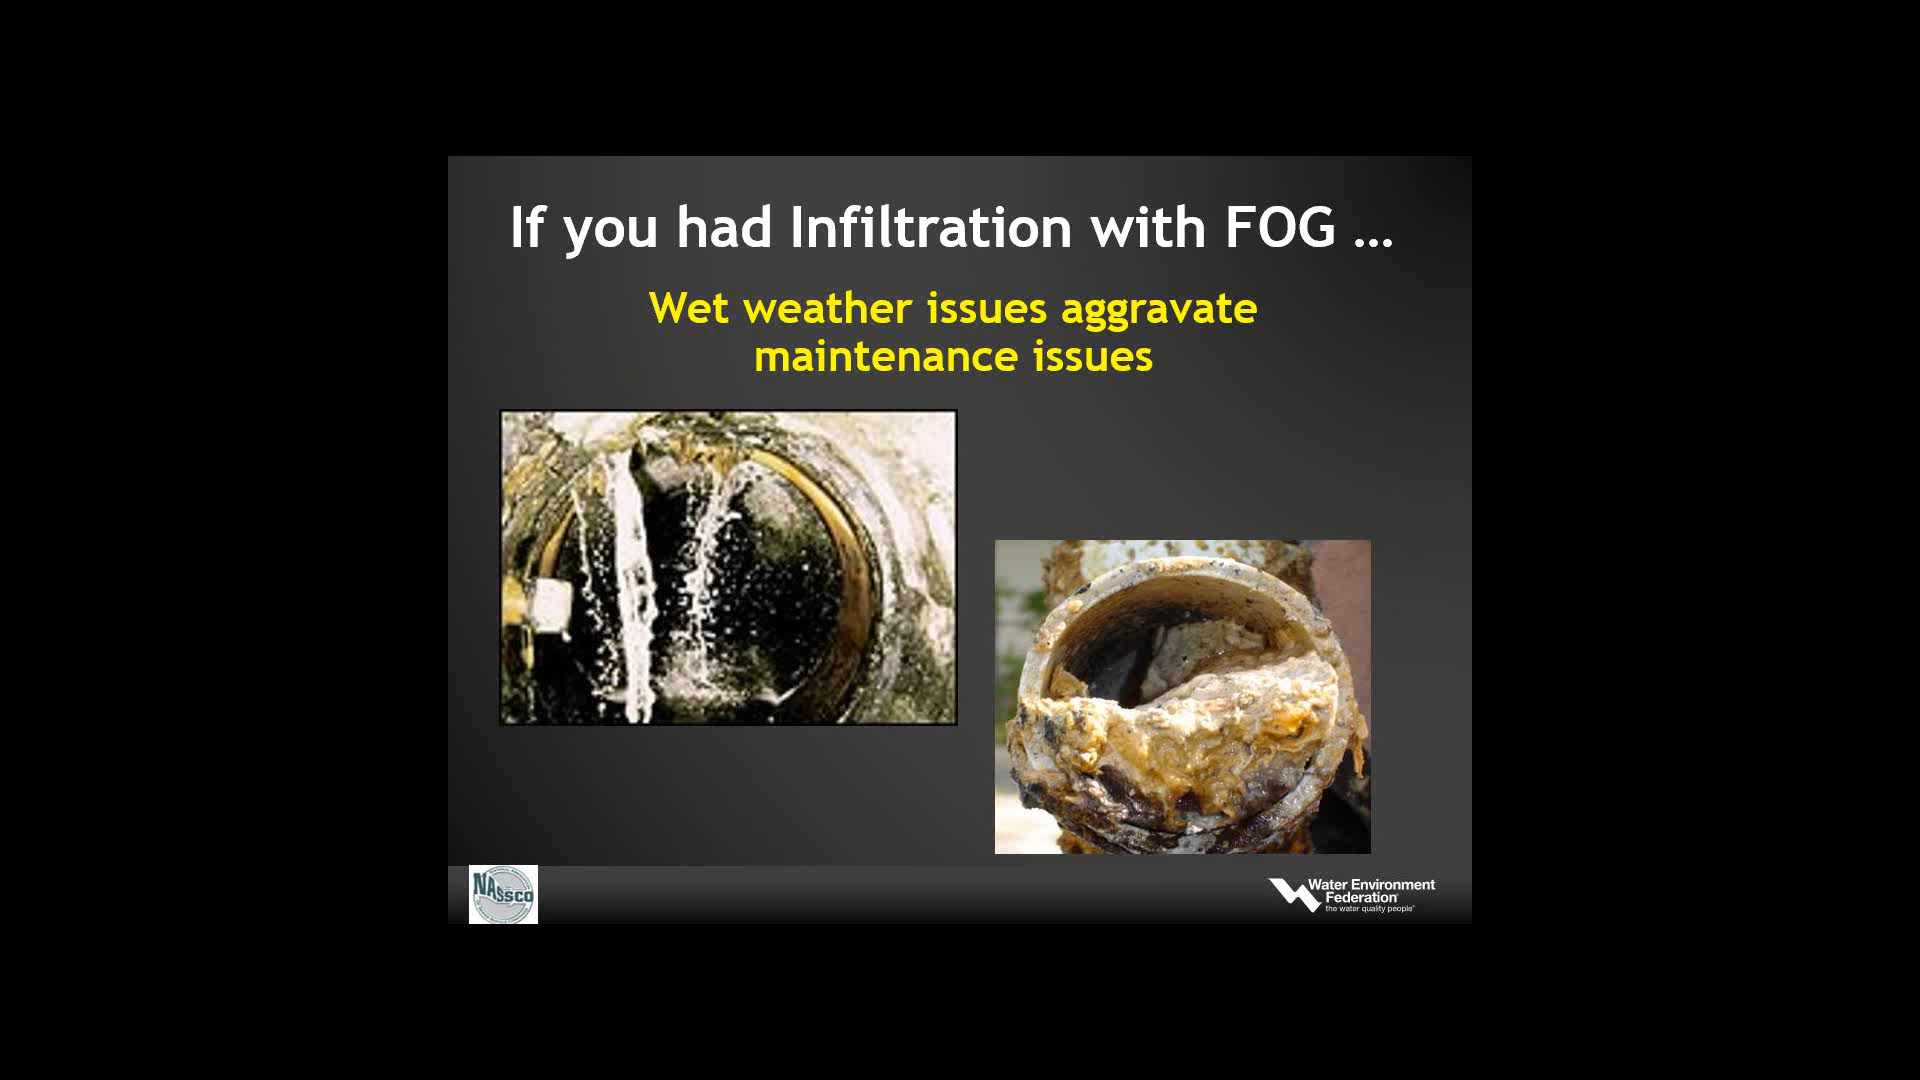 If you had Infiltration with FOG ...
Wet weather issues aggravate
maintenance issues
NASSCO
Water Environment
Federation
the water quality people